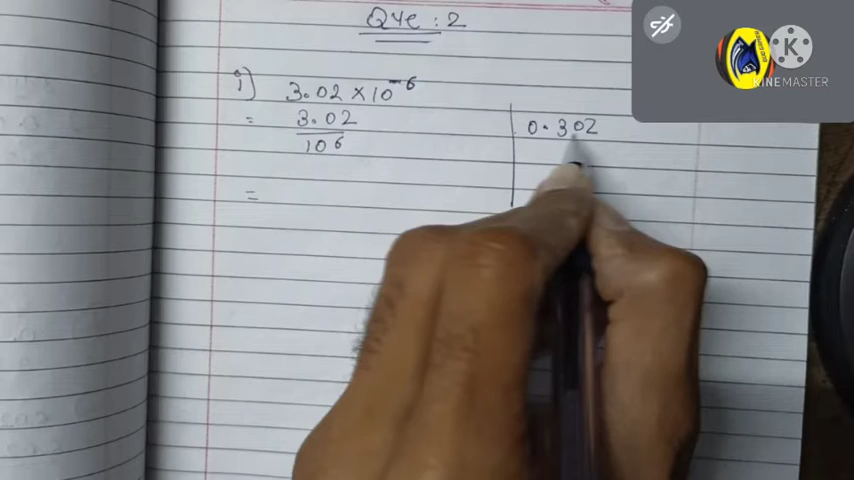 Que : 2
i) 3.02 × 10⁻⁶
= 3.02
10⁶
=
0.302
KINEMASTER